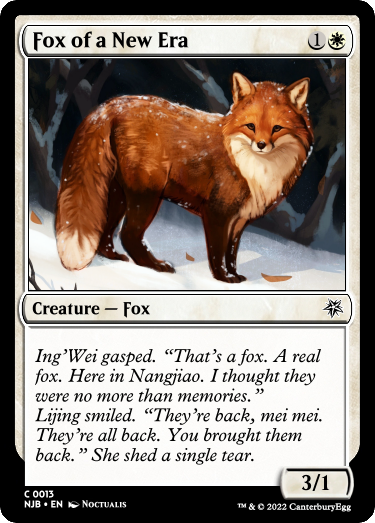 Fox of a New Era 1
Creature — Fox
Ing'Wei gasped. “That's a fox. A real
fox. Here in Nangjiao. I thought they
were no more than memories.”
Lijing smiled. “They're back, mei mei.
They're all back. You brought them
back.” She shed a single tear.
3/1
C 0013
NJB • EN Noctualis
™ & © 2022 CanterburyEgg